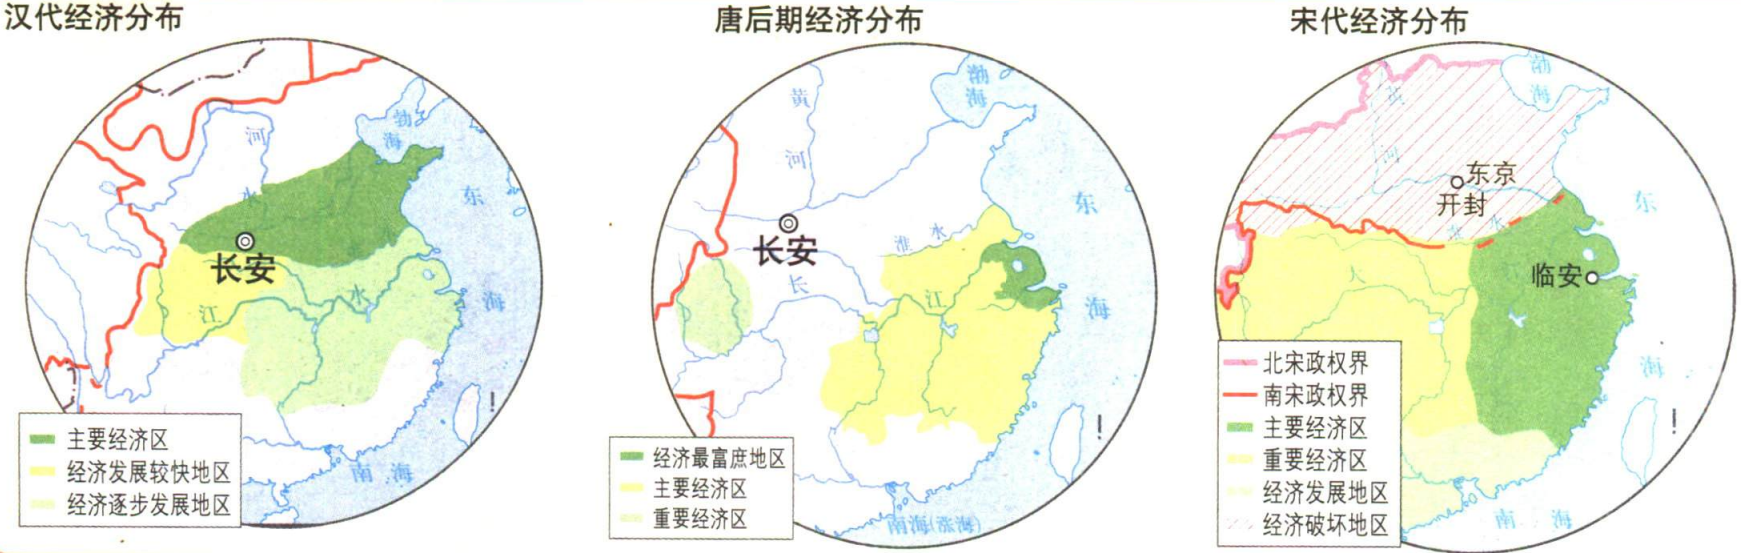 汉代经济分布
河
渤
海
水
东
长安
江
水
海
主要经济区
经济发展较快地区
经济逐步发展地区
南 海
唐后期经济分布
渤
海
黄
河
东
长安
淮 水
长
江
海
经济最富庶地区
主要经济区
重要经济区
南海(涨海)
宋代经济分布
渤
海
黄
河
东京
开封
东
淮 水
临安
海
北宋政权界
南宋政权界
主要经济区
重要经济区
经济发展地区
经济破坏地区
南 海